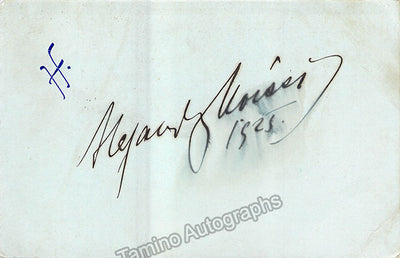 Alexander Moissi
1925.
Tamino Autographs